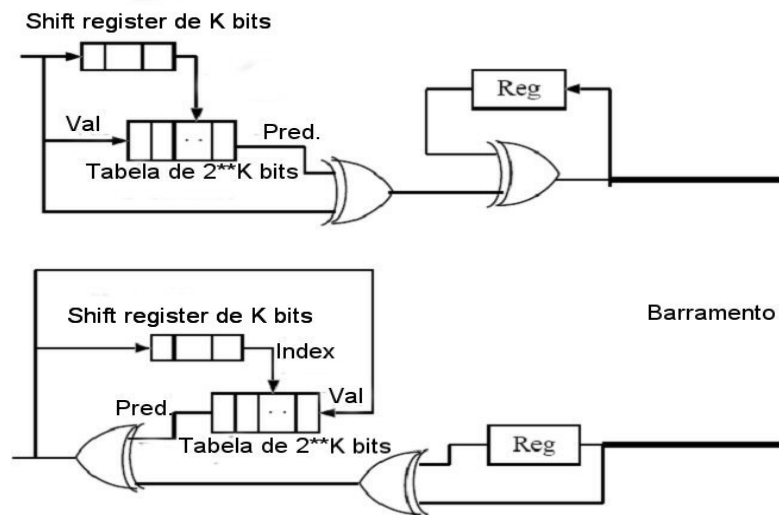 Shift register de K bits
Reg
Val
Pred.
Tabela de 2**K bits
Shift register de K bits
Barramento
Index
Val
Pred.
Tabela de 2**K bits
Reg